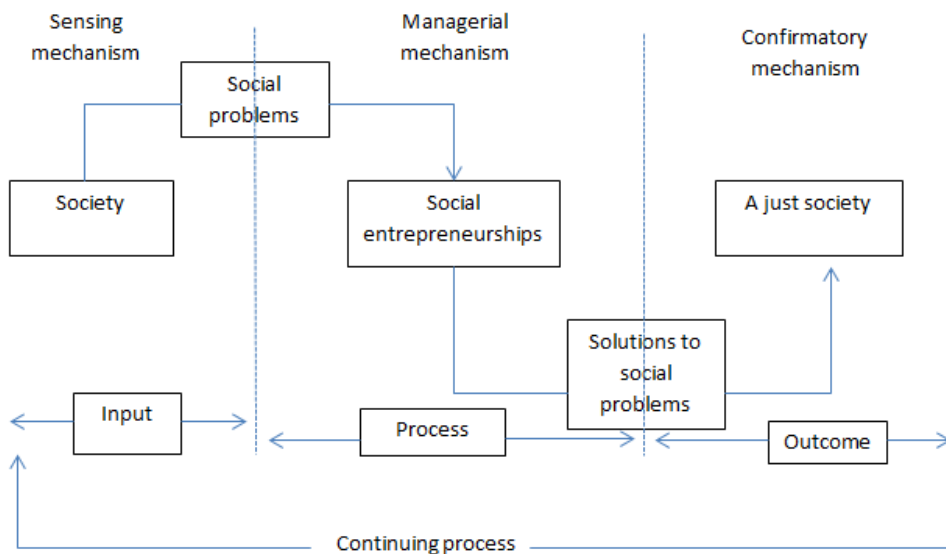 Sensing
mechanism
Managerial
mechanism
Confirmatory
mechanism
Social
problems
Society
Social
entrepreneurships
A just society
Solutions to
social
problems
Input
Process
Outcome
Continuing process